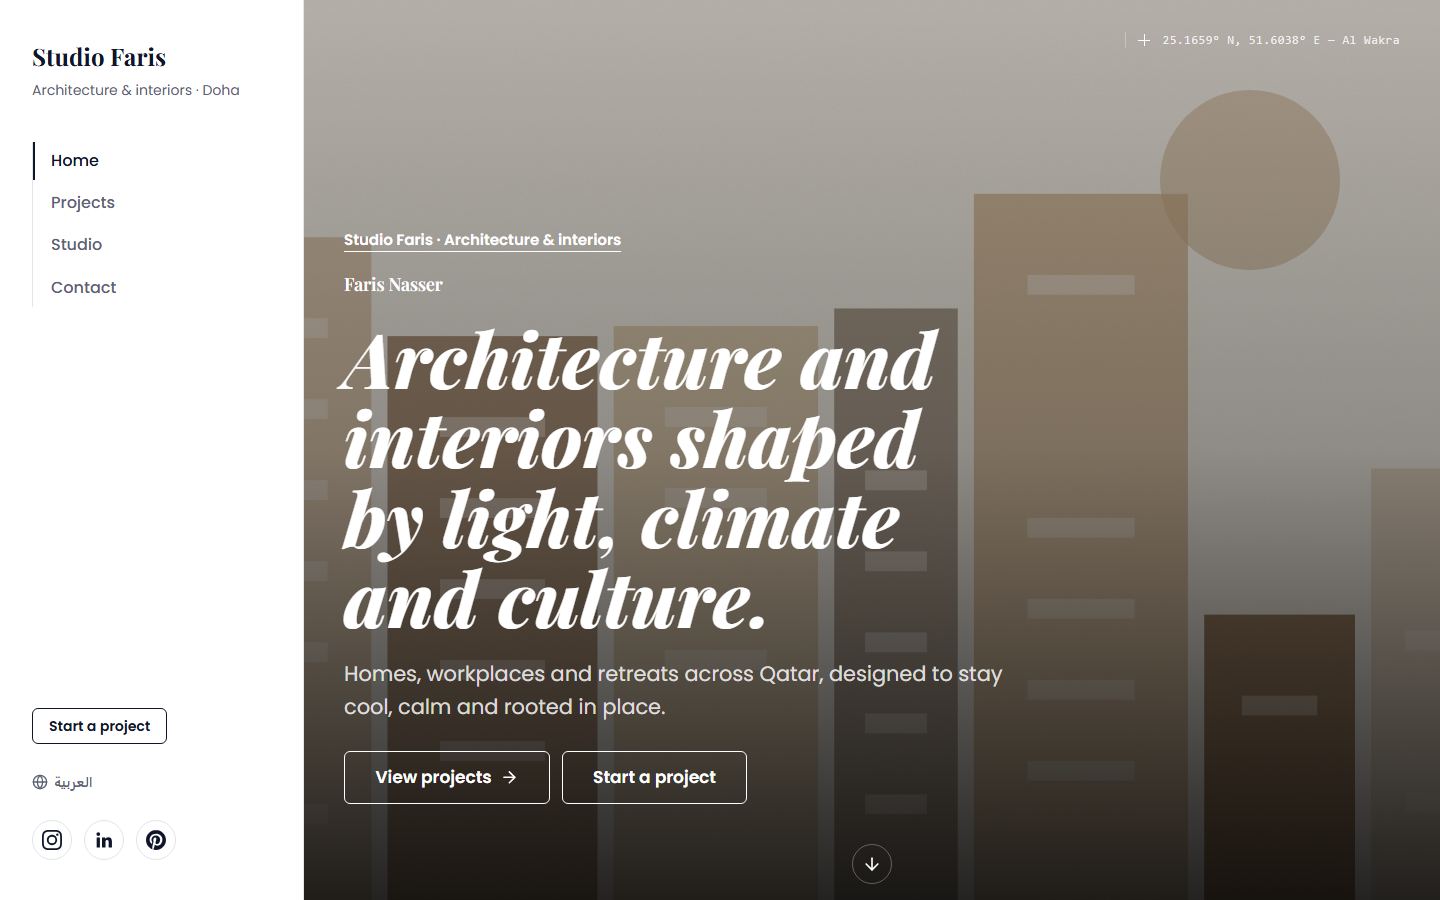 Studio Faris
Architecture & interiors · Doha
Home
Projects
Studio
Contact
Start a project
العربية
25.1659° N, 51.6038° E — Al Wakra
Studio Faris · Architecture & interiors
Faris Nasser
Architecture and
interiors shaped
by light, climate
and culture.
Homes, workplaces and retreats across Qatar, designed to stay
cool, calm and rooted in place.
View projects
Start a project